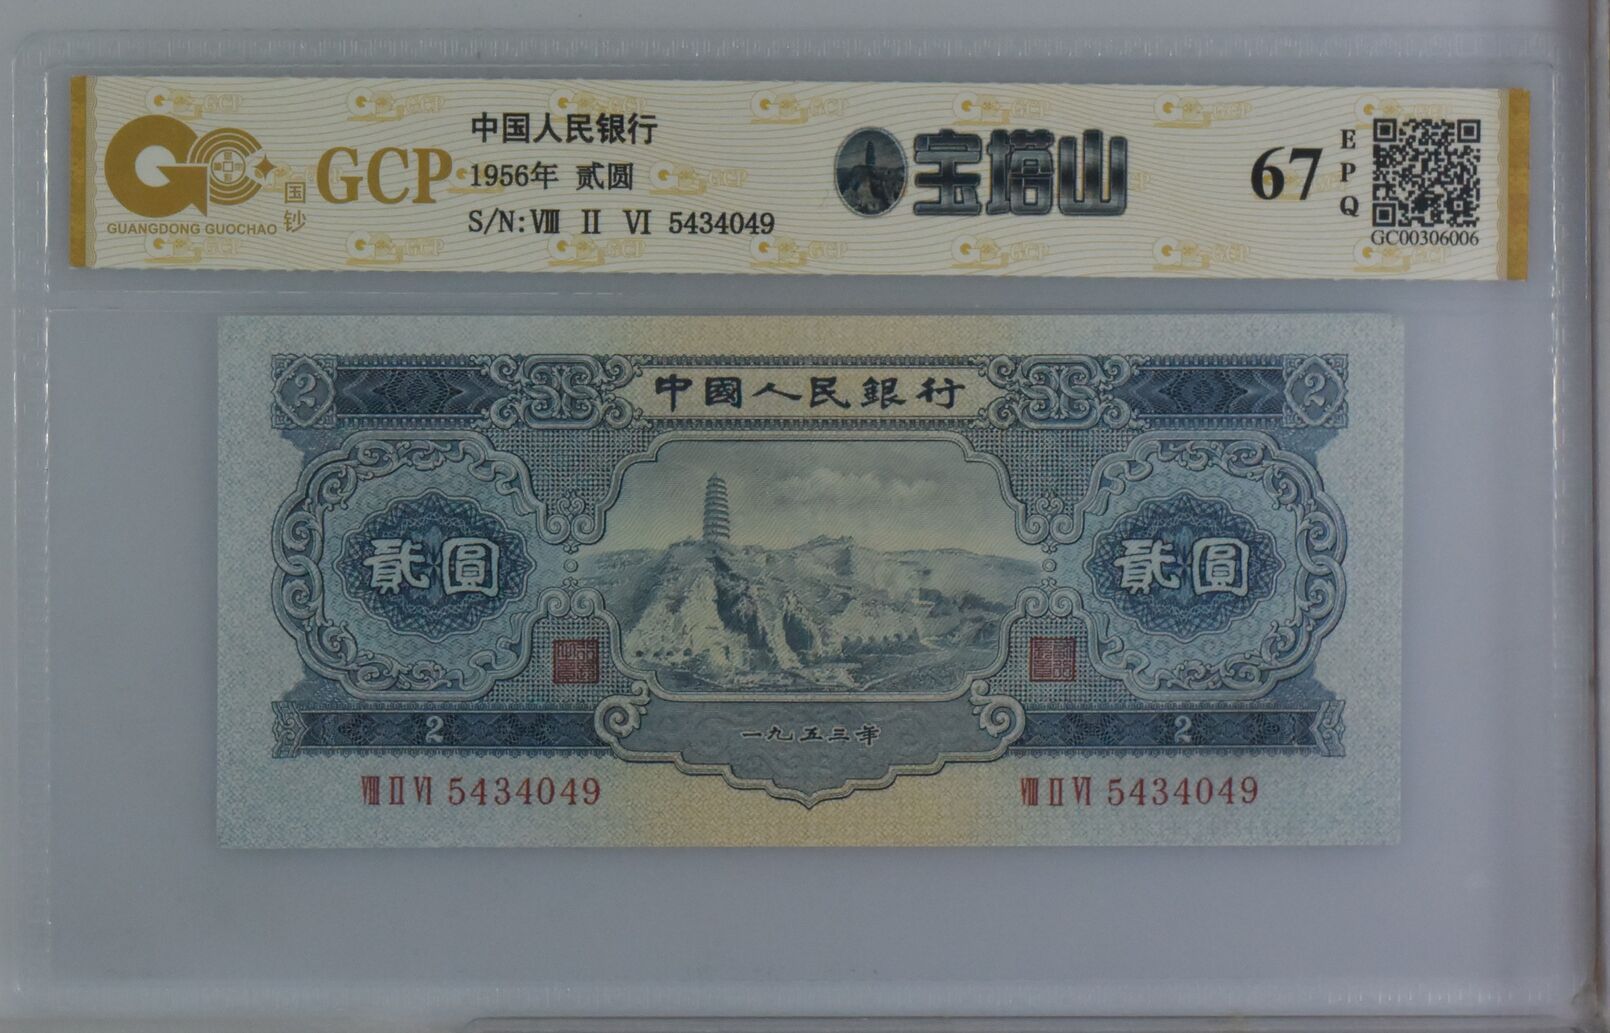 GUANGDONG GUOCHAO
国钞
GCP
中国人民银行
1956年 贰圆
S/N:Ⅷ Ⅱ Ⅵ 5434049
宝塔山
67
EPQ
GC00306006
2
中國人民銀行
2
貳圓
貳圓
2
一九五三年
2
Ⅷ Ⅱ Ⅵ 5434049
Ⅷ Ⅱ Ⅵ 5434049